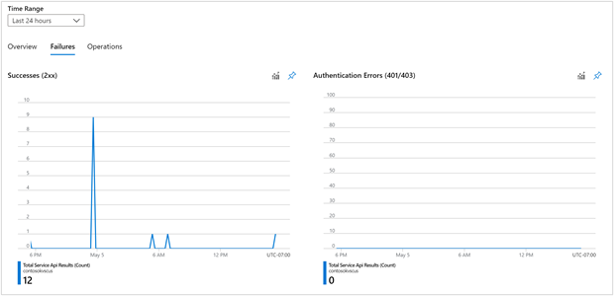 Time Range
Last 24 hours
Overview Failures Operations
Successes (2xx)
10
9
8
7
6
5
4
3
2
1
0
6 PM May 5 6 AM 12 PM UTC-07:00
Total Service Api Results (Count)
12
Authentication Errors (401/403)
100
90
80
70
60
50
40
30
20
10
0
6 PM May 5 6 AM 12 PM UTC-07:00
Total Service Api Results (Count)
0